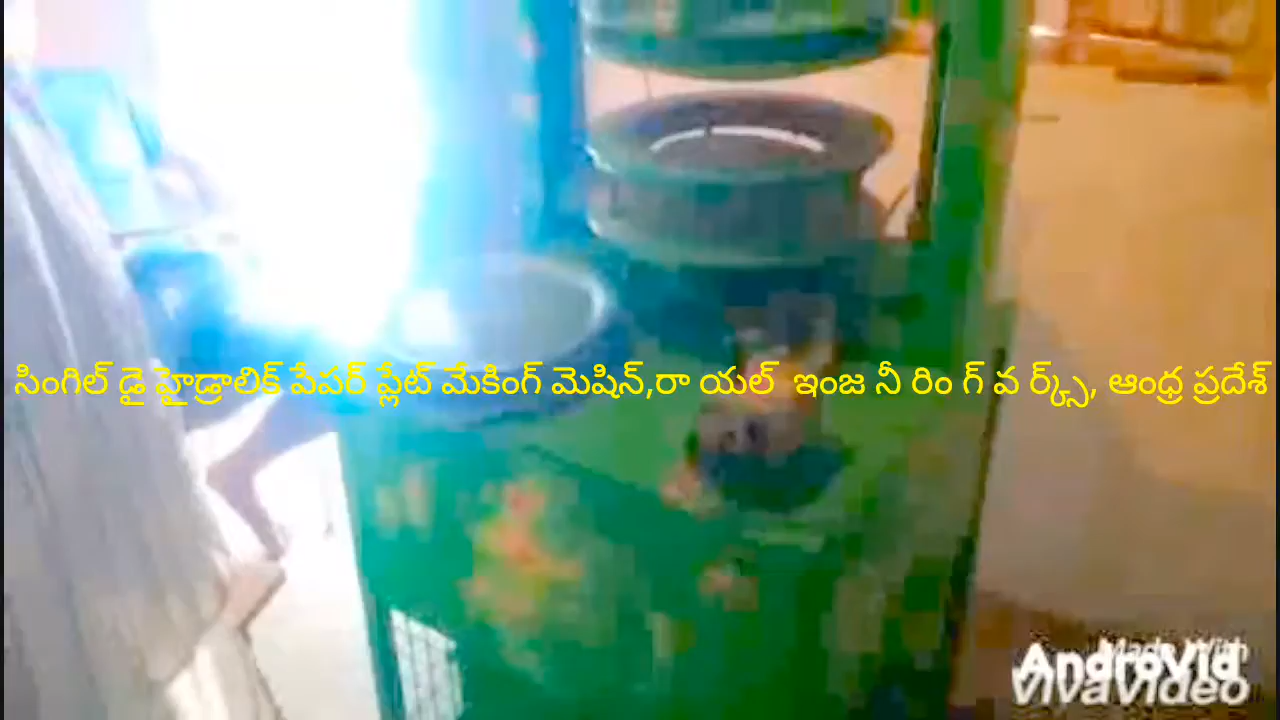 సింగిల్ డై హైడ్రాలిక్ పేపర్ ప్లేట్ మేకింగ్ మెషిన్,రా యల్  ఇంజ నీ రిం గ్ వ ర్క్స్, ఆంధ్ర ప్రదేశ్
Made With
AndroVid
VivaVideo